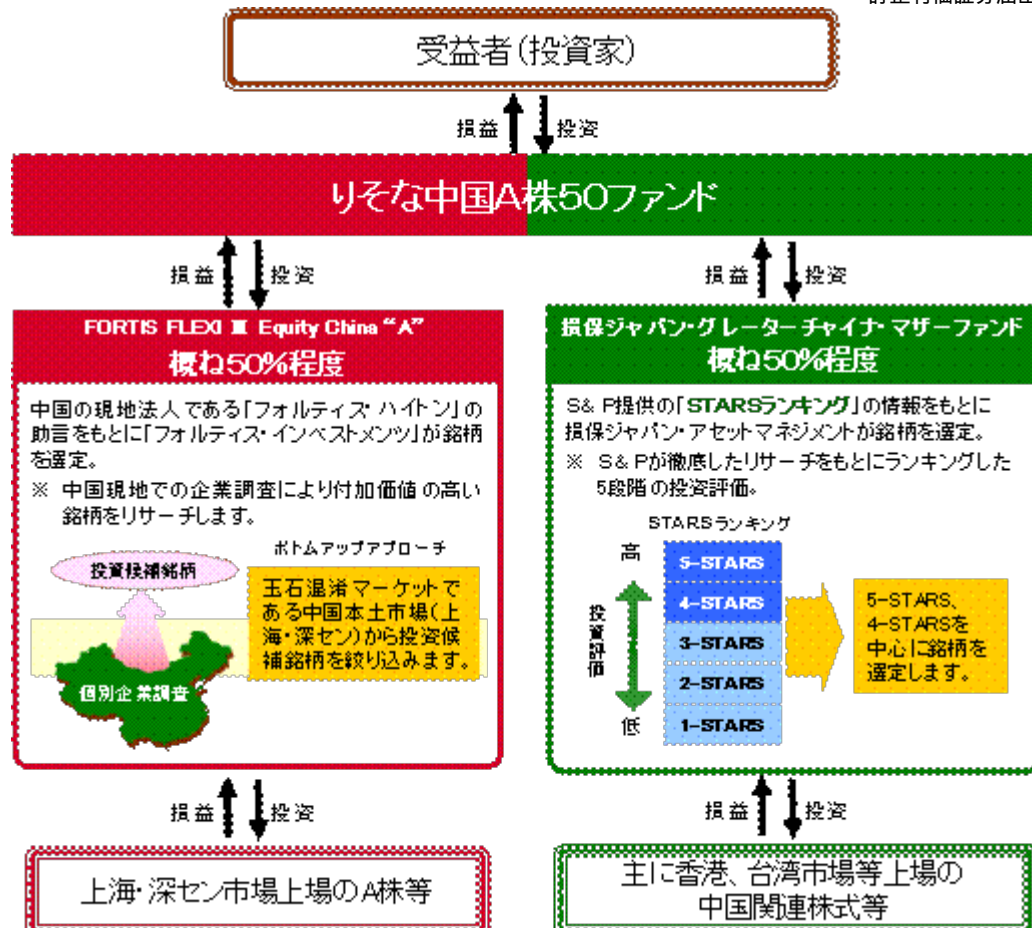 受益者(投資家)
損益 投資
りそな中国A株50ファンド
損益 投資
損益 投資
FORTIS FLEXI Ⅲ Equity China “A”
概ね50%程度
中国の現地法人である「フォルティス・ハイトン」の
助言をもとに「フォルティス・インベストメンツ」が銘柄
を選定。
※ 中国現地での企業調査により付加価値の高い
銘柄をリサーチします。
ボトムアップアプローチ
投資候補銘柄
玉石混淆マーケットで
ある中国本土市場(上
海・深セン)から投資候
補銘柄を絞り込みます。
個別企業調査
損保ジャパン・グレーターチャイナ・マザーファンド
概ね50%程度
S&P提供の「STARSランキング」の情報をもとに
損保ジャパン・アセットマネジメントが銘柄を選定。
※ S&Pが徹底したリサーチをもとにランキングした
5段階の投資評価。
STARSランキング
高
投資評価
低
5-STARS
4-STARS
3-STARS
2-STARS
1-STARS
5-STARS、
4-STARSを
中心に銘柄を
選定します。
損益 投資
損益 投資
上海・深セン市場上場のA株等
主に香港、台湾市場等上場の
中国関連株式等